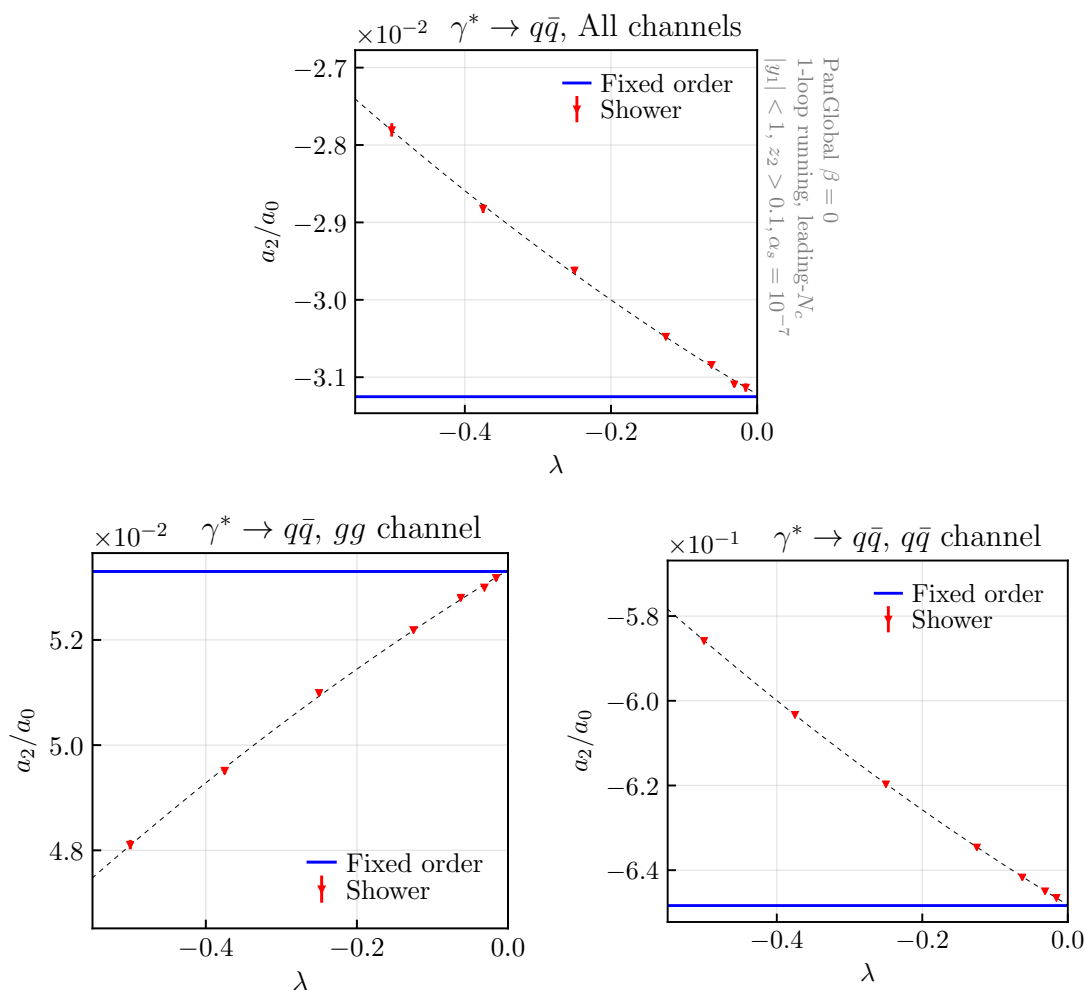 ×10⁻² γ* → qq̄, All channels
−2.7
−2.8
−2.9
−3.0
−3.1
a₂/a₀
Fixed order
Shower
−0.4 −0.2 0.0
λ
PanGlobal β = 0
1-loop running, leading-N_c
|y₁| < 1, z₂ > 0.1, α_s = 10⁻⁷
×10⁻² γ* → qq̄, gg channel
5.2
5.0
4.8
a₂/a₀
Fixed order
Shower
−0.4 −0.2 0.0
λ
×10⁻¹ γ* → qq̄, qq̄ channel
Fixed order
Shower
−5.8
−6.0
−6.2
−6.4
a₂/a₀
−0.4 −0.2 0.0
λ